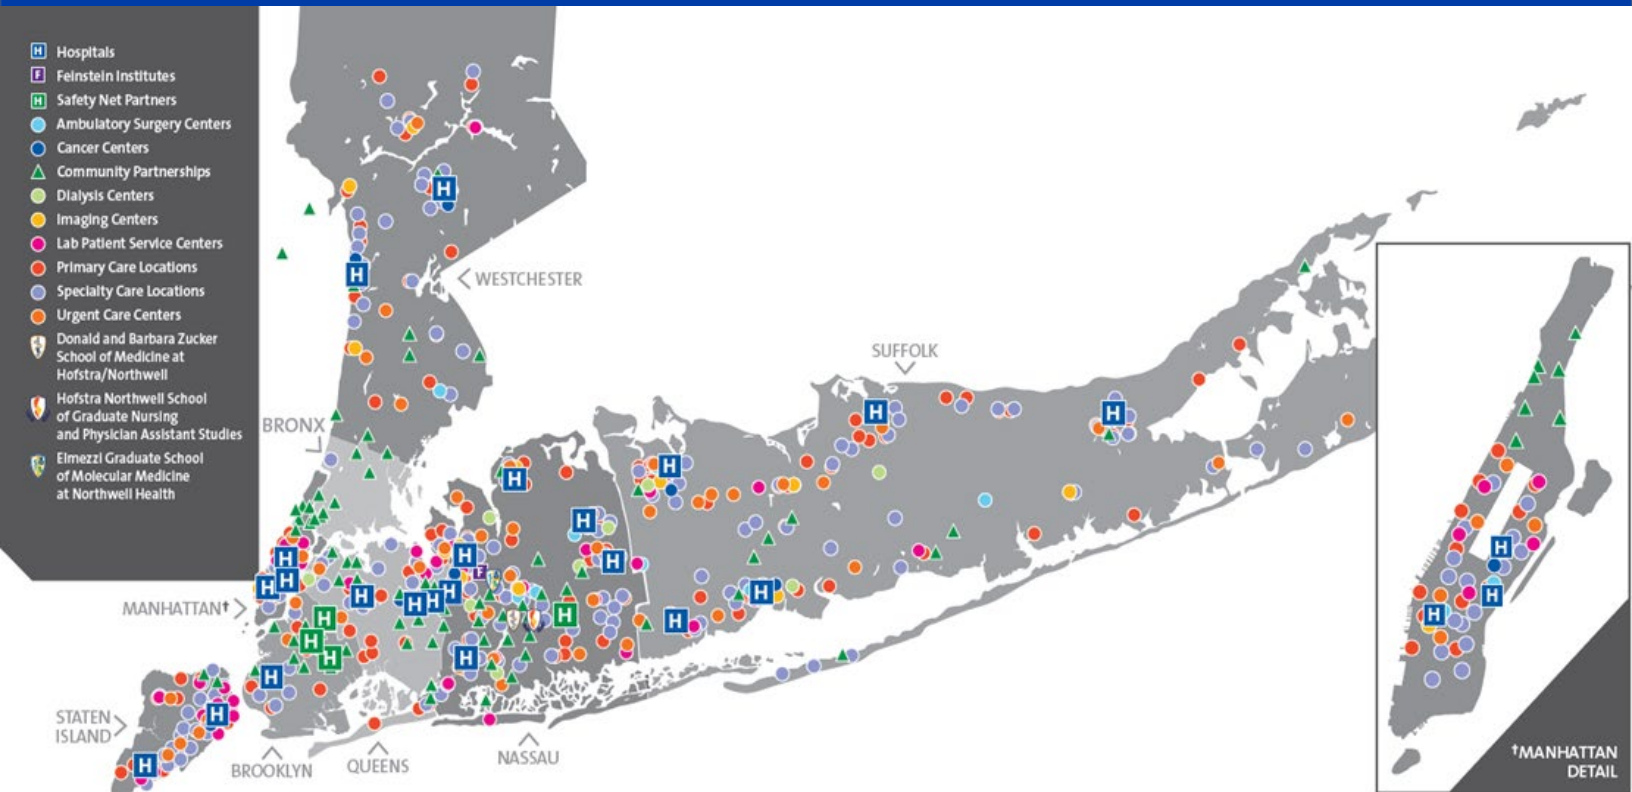 Hospitals
F Feinstein Institutes
H Safety Net Partners
Ambulatory Surgery Centers
Cancer Centers
Community Partnerships
Dialysis Centers
Imaging Centers
Lab Patient Service Centers
Primary Care Locations
Specialty Care Locations
Urgent Care Centers
Donald and Barbara Zucker
School of Medicine at
Hofstra/Northwell
Hofstra Northwell School
of Graduate Nursing
and Physician Assistant Studies
Elmezzi Graduate School
of Molecular Medicine
at Northwell Health
WESTCHESTER
SUFFOLK
BRONX
MANHATTAN†
STATEN
ISLAND
BROOKLYN
QUEENS
NASSAU
†MANHATTAN
DETAIL